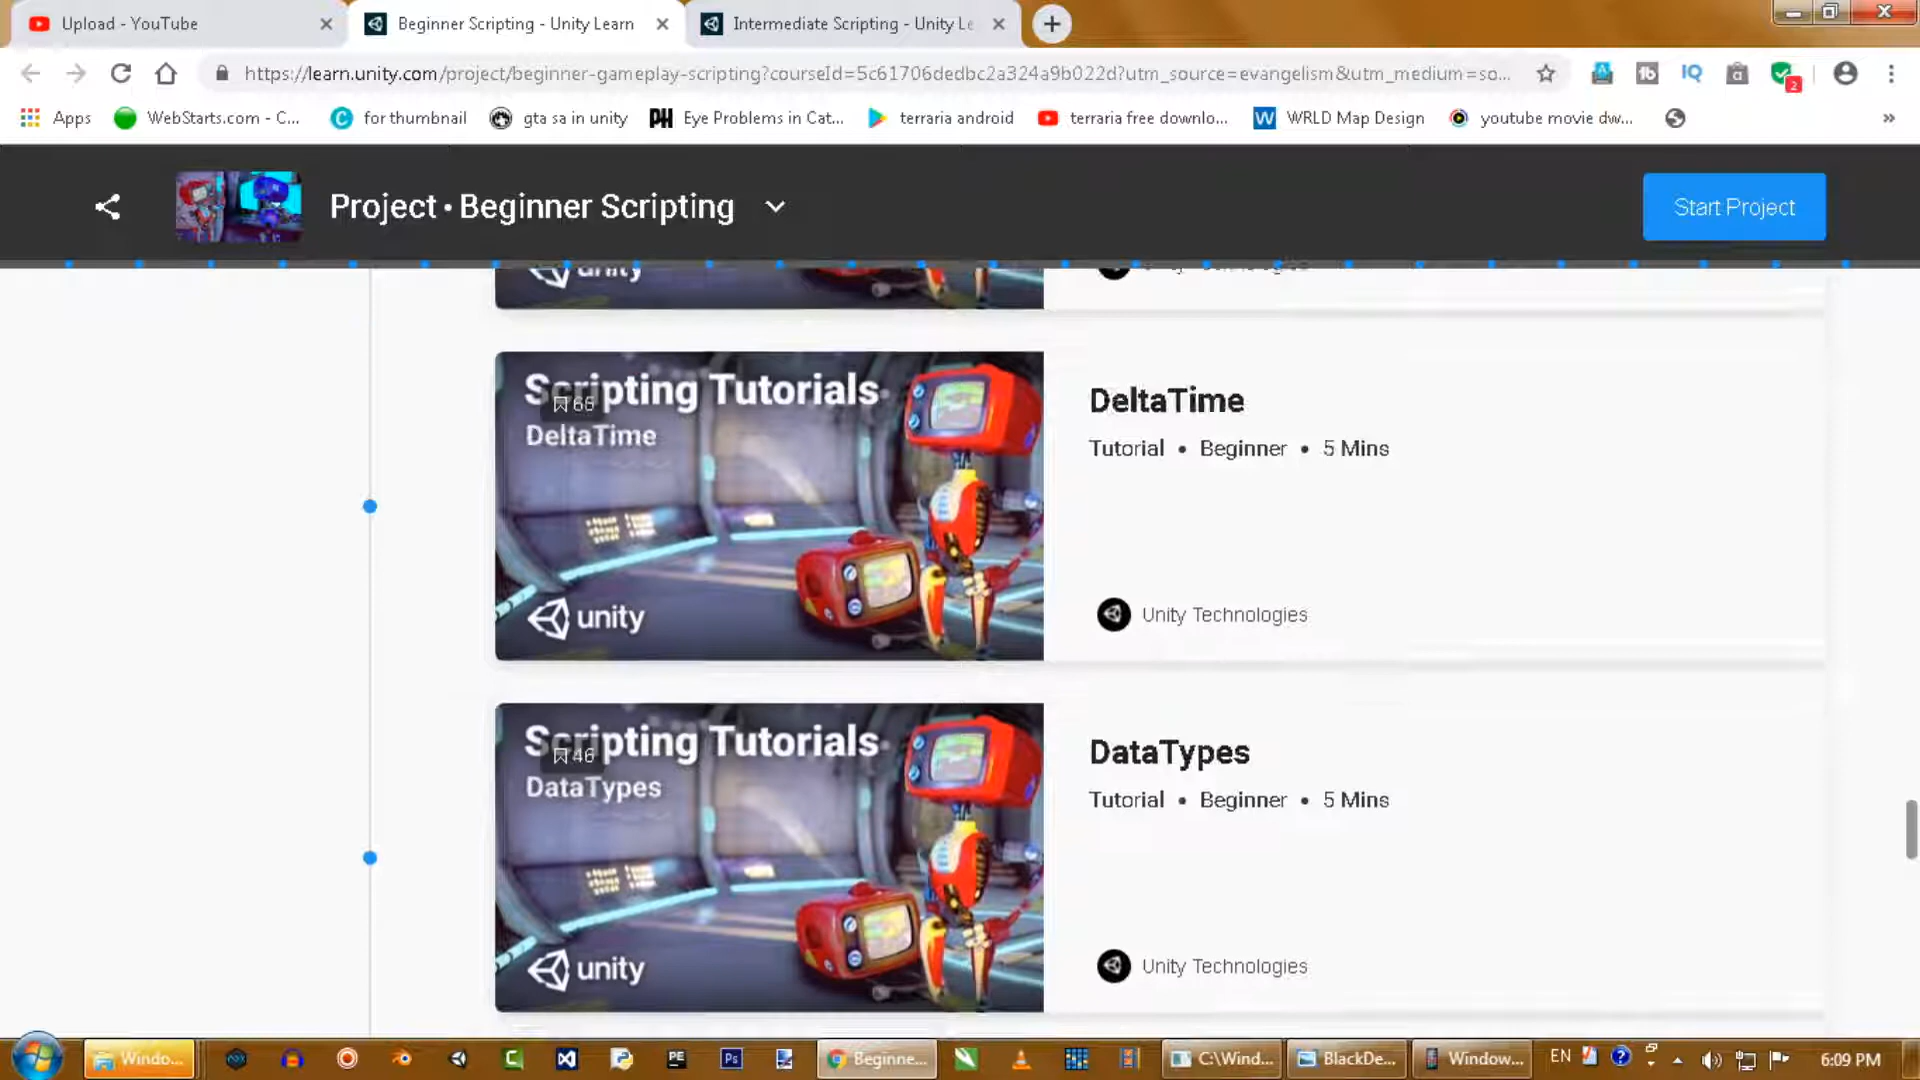 Upload - YouTube
Beginner Scripting - Unity Learn
Intermediate Scripting - Unity Le
https://learn.unity.com/project/beginner-gameplay-scripting?courseId=5c61706dedbc2a324a9b022d?utm_source=evangelism&utm_medium=so...
Apps
WebStarts.com - C...
for thumbnail
gta sa in unity
Eye Problems in Cat...
terraria android
terraria free downlo...
WRLD Map Design
youtube movie dw...
»
Project • Beginner Scripting
Start Project
unity
Scripting Tutorials
66
DeltaTime
unity
DeltaTime
Tutorial • Beginner • 5 Mins
Unity Technologies
Scripting Tutorials
46
DataTypes
unity
DataTypes
Tutorial • Beginner • 5 Mins
Unity Technologies
Windo...
PE
Ps
Beginne...
C:\Wind...
BlackDe...
Window...
EN
6:09 PM